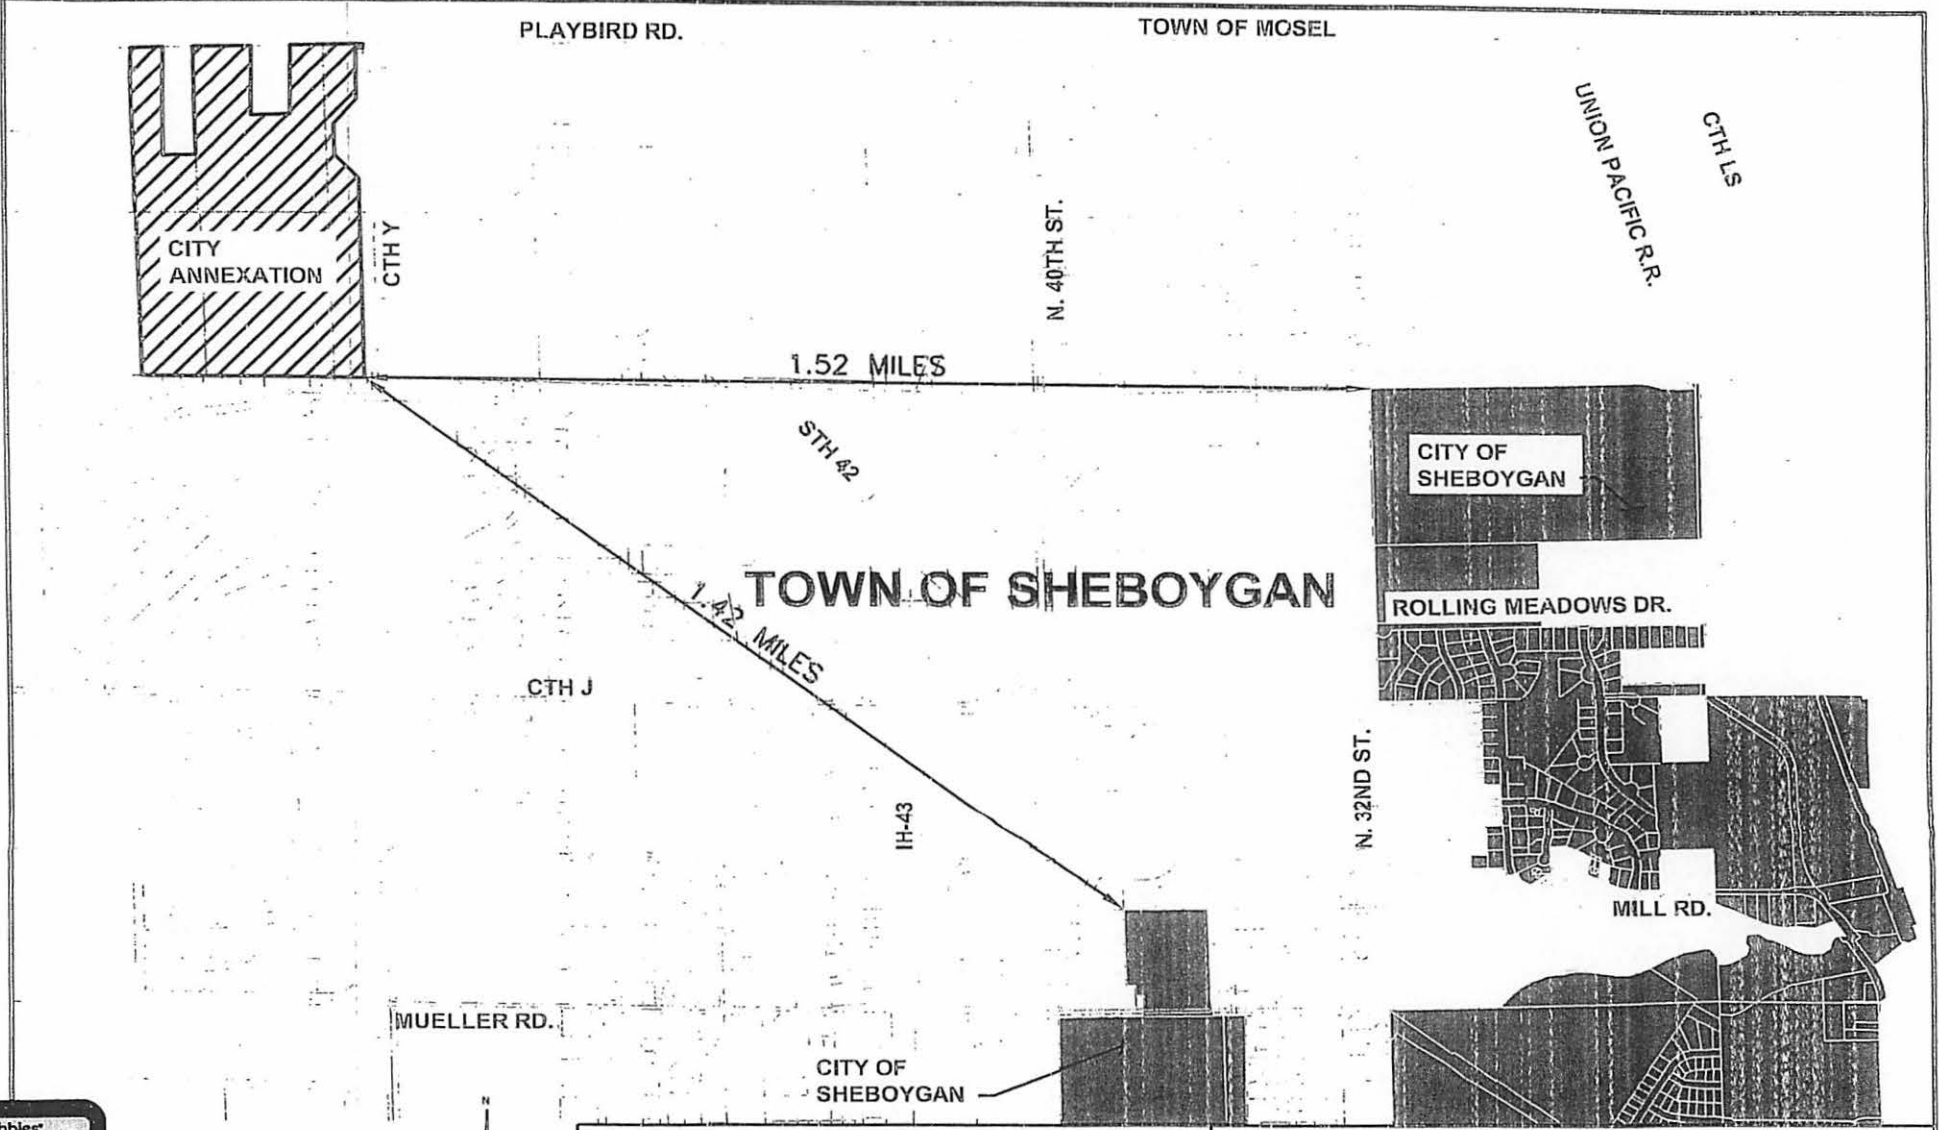 PLAYBIRD RD.
TOWN OF MOSEL
UNION PACIFIC R.R.
CTH LS
CITY
ANNEXATION
CTH Y
N. 40TH ST.
1.52 MILES
STH 42
CITY OF
SHEBOYGAN
TOWN OF SHEBOYGAN
1.42 MILES
ROLLING MEADOWS DR.
CTH J
IH-43
N. 32ND ST.
MILL RD.
MUELLER RD.
CITY OF
SHEBOYGAN
N